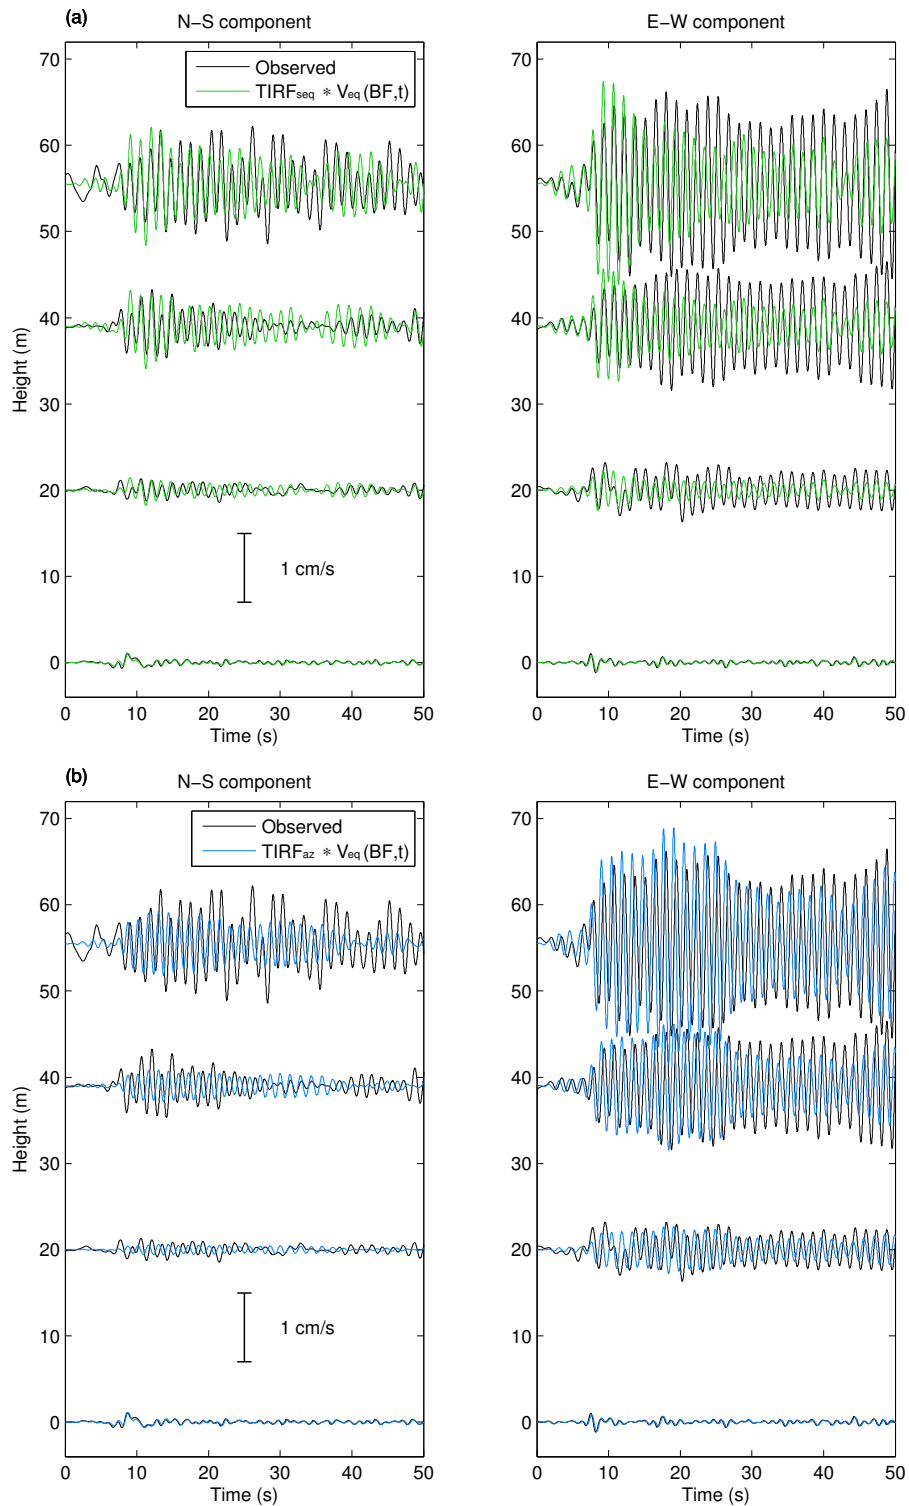 (a)
N−S component
E−W component
Observed
TIRFseq * Veq(BF,t)
70
60
50
40
30
20
10
0
Height (m)
1 cm/s
0 10 20 30 40 50
Time (s)
70
60
50
40
30
20
10
0
0 10 20 30 40 50
Time (s)
(b)
N−S component
E−W component
Observed
TIRFaz * Veq(BF,t)
70
60
50
40
30
20
10
0
Height (m)
1 cm/s
0 10 20 30 40 50
Time (s)
70
60
50
40
30
20
10
0
0 10 20 30 40 50
Time (s)